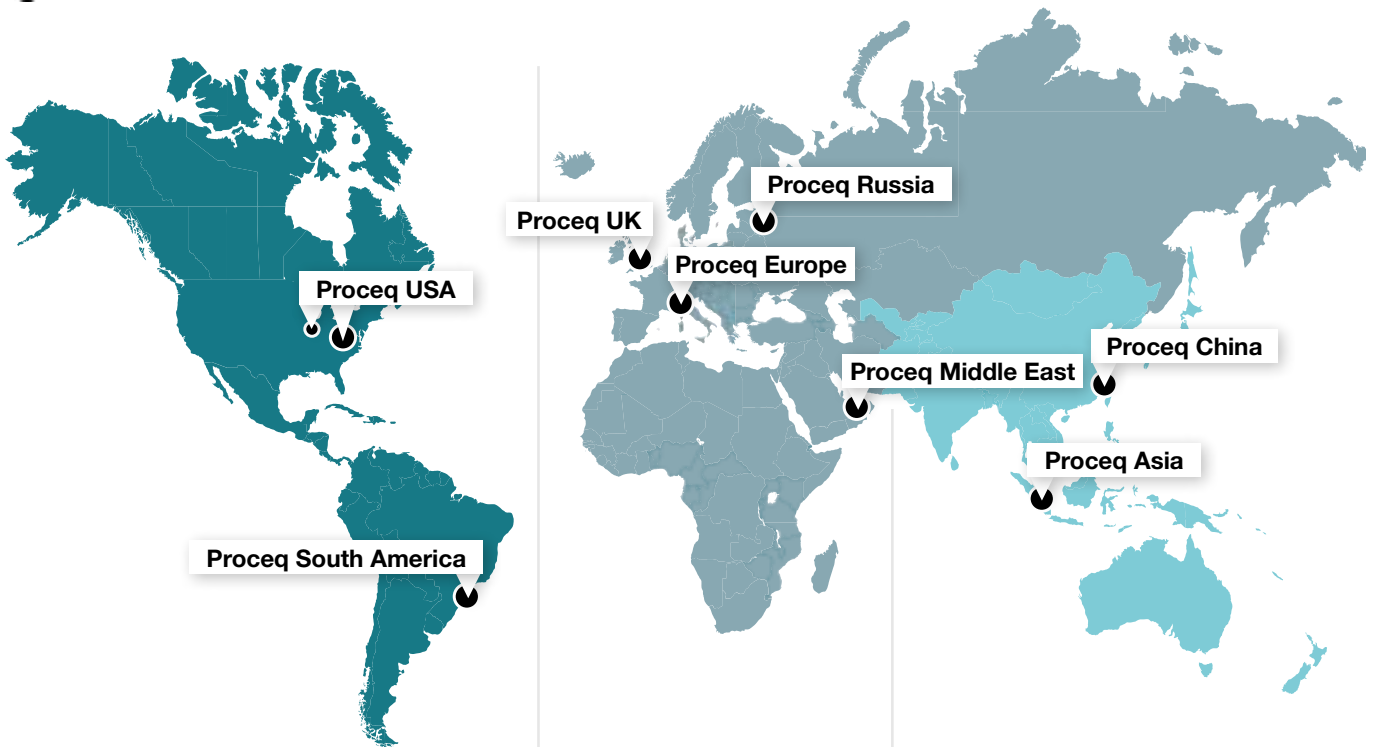 Proceq Russia
Proceq UK
Proceq Europe
Proceq USA
Proceq China
Proceq Middle East
Proceq Asia
Proceq South America